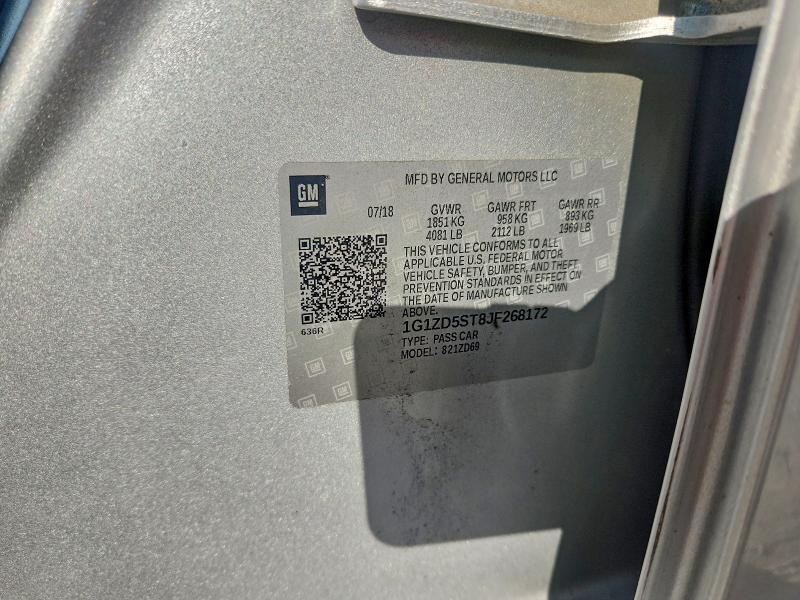 GM
MFD BY GENERAL MOTORS LLC
07/18 GVWR GAWR FRT GAWR RR
1851 KG 958 KG 893 KG
4081 LB 2112 LB 1969 LB
THIS VEHICLE CONFORMS TO ALL
APPLICABLE U.S. FEDERAL MOTOR
VEHICLE SAFETY, BUMPER, AND THEFT
PREVENTION STANDARDS IN EFFECT ON
THE DATE OF MANUFACTURE SHOWN
ABOVE.
636R
1G1ZD5ST8JF268172
TYPE: PASS CAR
MODEL: 821ZD69